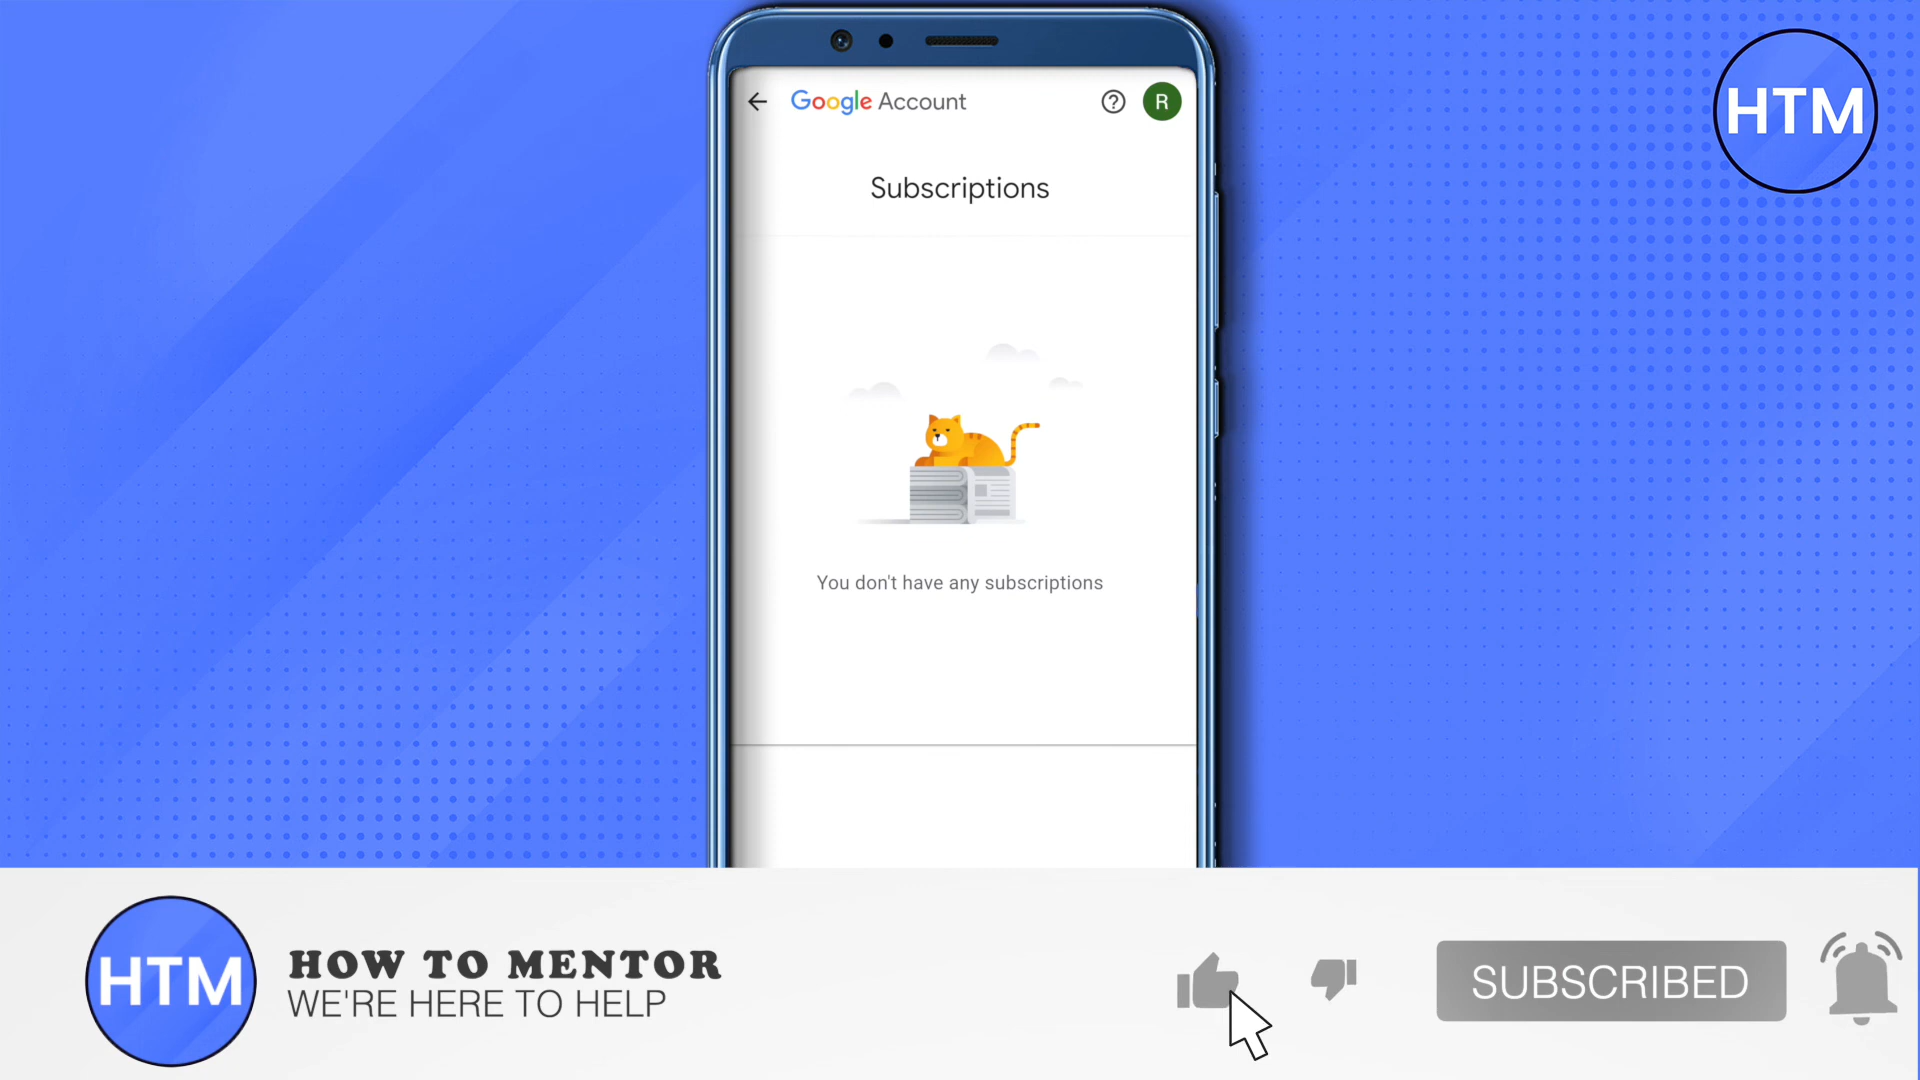 Google Account
R
HTM
Subscriptions
You don't have any subscriptions
HTM
HOW TO MENTOR
WE'RE HERE TO HELP
SUBSCRIBED